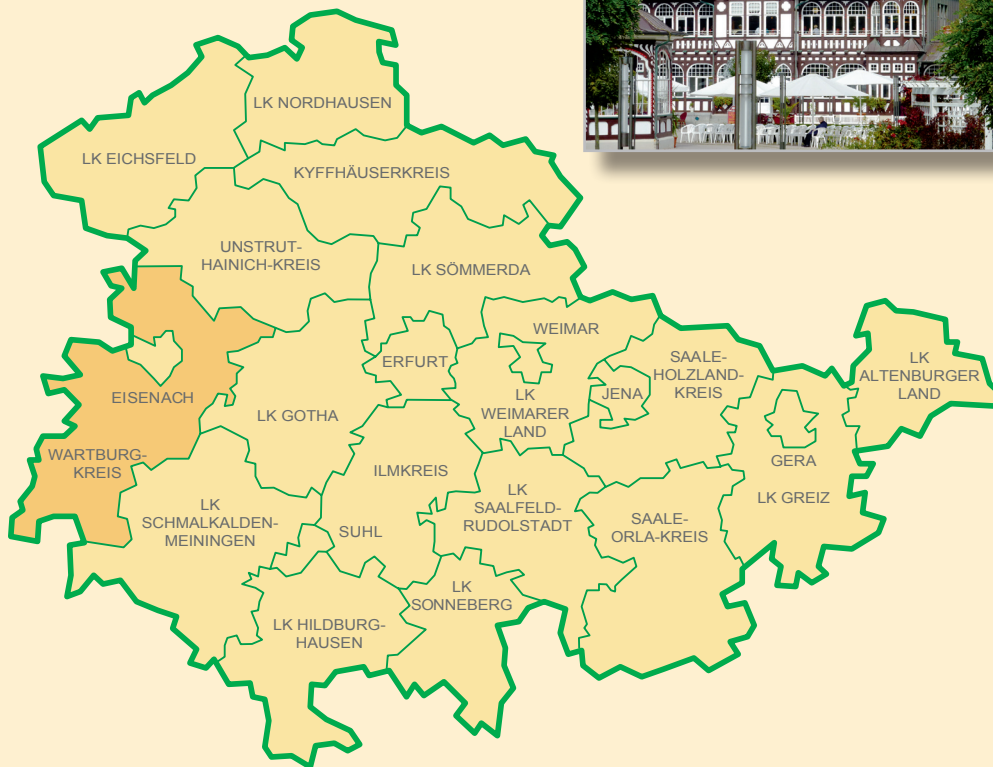 LK NORDHAUSEN
LK EICHSFELD
KYFFHÄUSERKREIS
UNSTRUT-
HAINICH-KREIS
LK SÖMMERDA
WEIMAR
ERFURT
SAALE-
HOLZLAND-
KREIS
LK
ALTENBURGER
LAND
EISENACH
LK GOTHA
LK
WEIMARER
LAND
JENA
WARTBURG-
KREIS
ILMKREIS
GERA
LK
SCHMALKALDEN-
MEININGEN
SUHL
LK
SAALFELD-
RUDOLSTADT
SAALE-
ORLA-KREIS
LK GREIZ
LK
SONNEBERG
LK HILDBURG-
HAUSEN